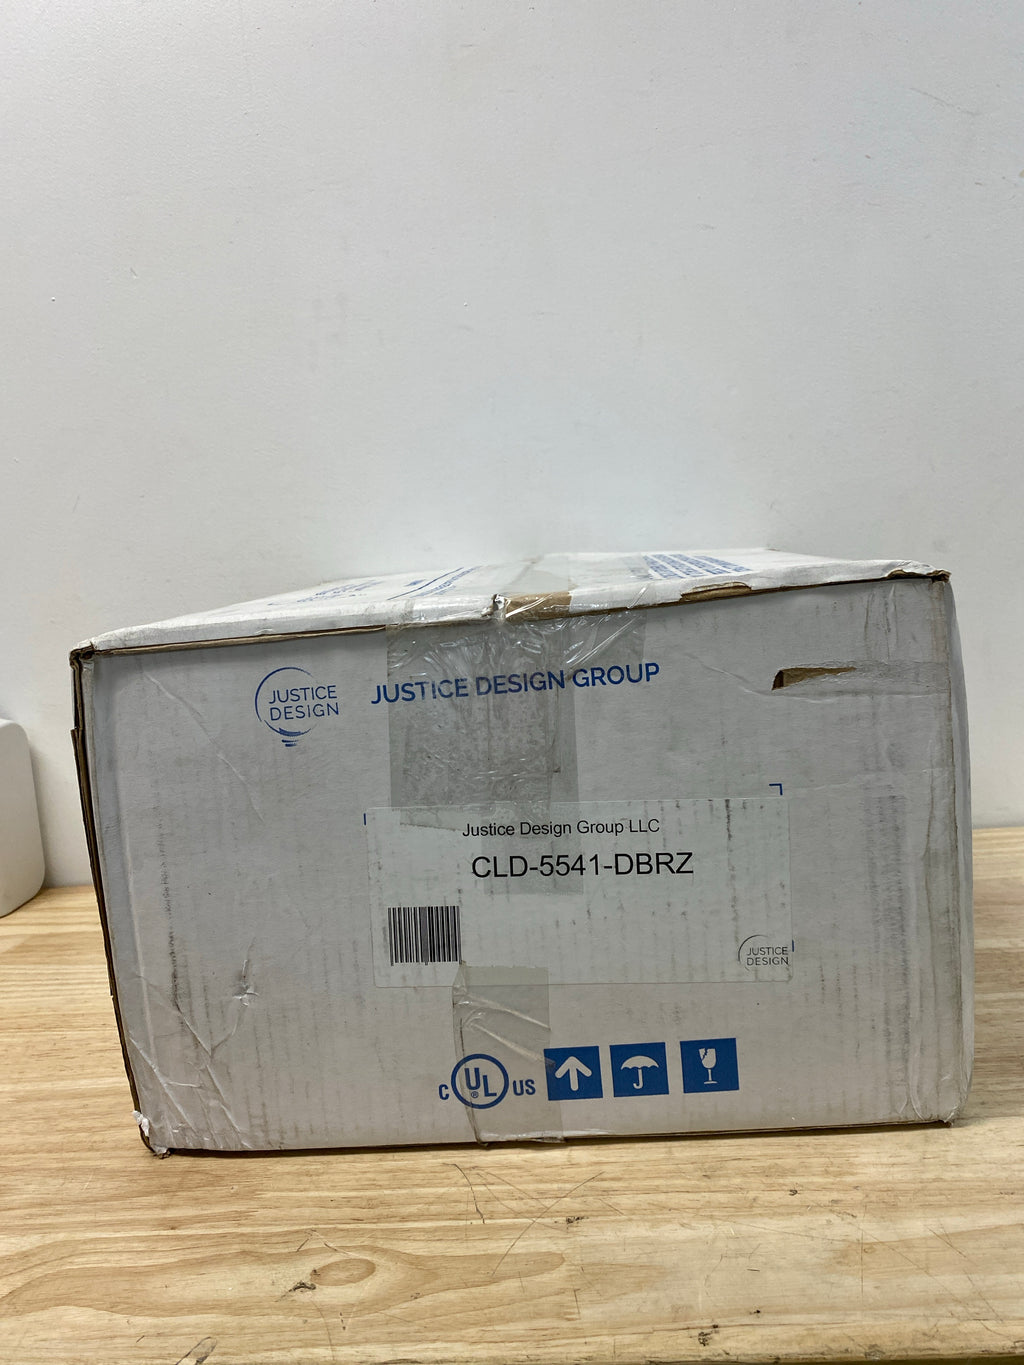 JUSTICE
DESIGN
JUSTICE DESIGN GROUP
Justice Design Group LLC
CLD-5541-DBRZ
JUSTICE
DESIGN
C UL® US